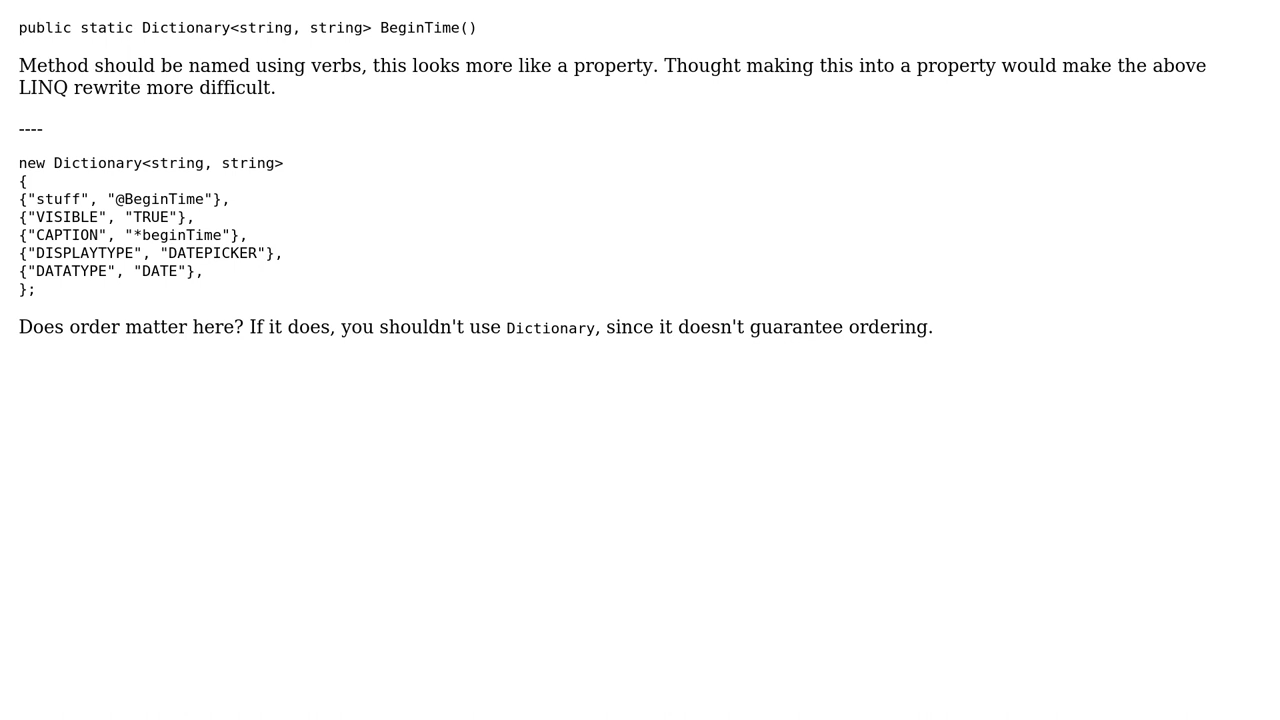 public static Dictionary<string, string> BeginTime()
Method should be named using verbs, this looks more like a property. Thought making this into a property would make the above
LINQ rewrite more difficult.
----
new Dictionary<string, string>
{
{"stuff", "@BeginTime"},
{"VISIBLE", "TRUE"},
{"CAPTION", "*beginTime"},
{"DISPLAYTYPE", "DATEPICKER"},
{"DATATYPE", "DATE"},
};
Does order matter here? If it does, you shouldn't use Dictionary, since it doesn't guarantee ordering.